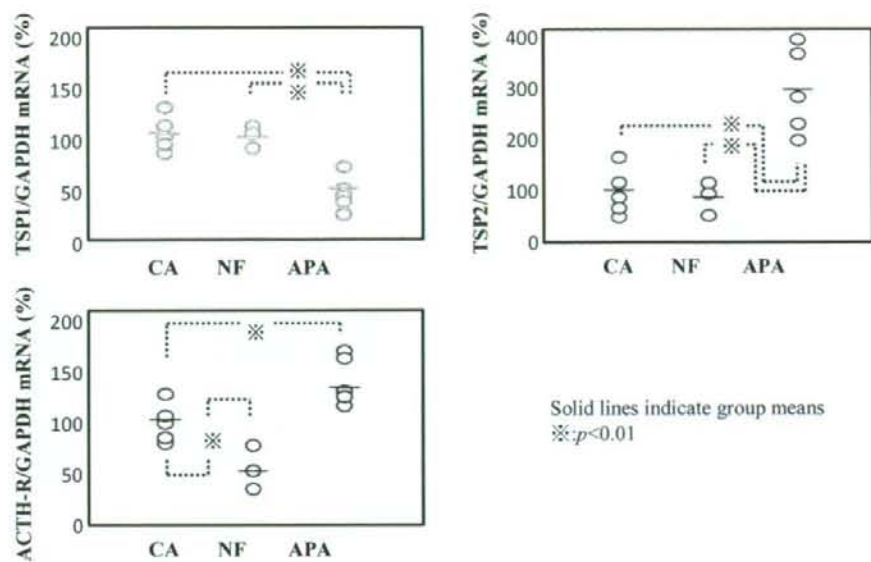 TSP1/GAPDH mRNA (%)
200
150
100
50
0
※
※
CA NF APA
TSP2/GAPDH mRNA (%)
400
300
200
100
0
※
※
CA NF APA
ACTH-R/GAPDH mRNA (%)
200
150
100
50
0
※
※
CA NF APA
Solid lines indicate group means
※:p<0.01